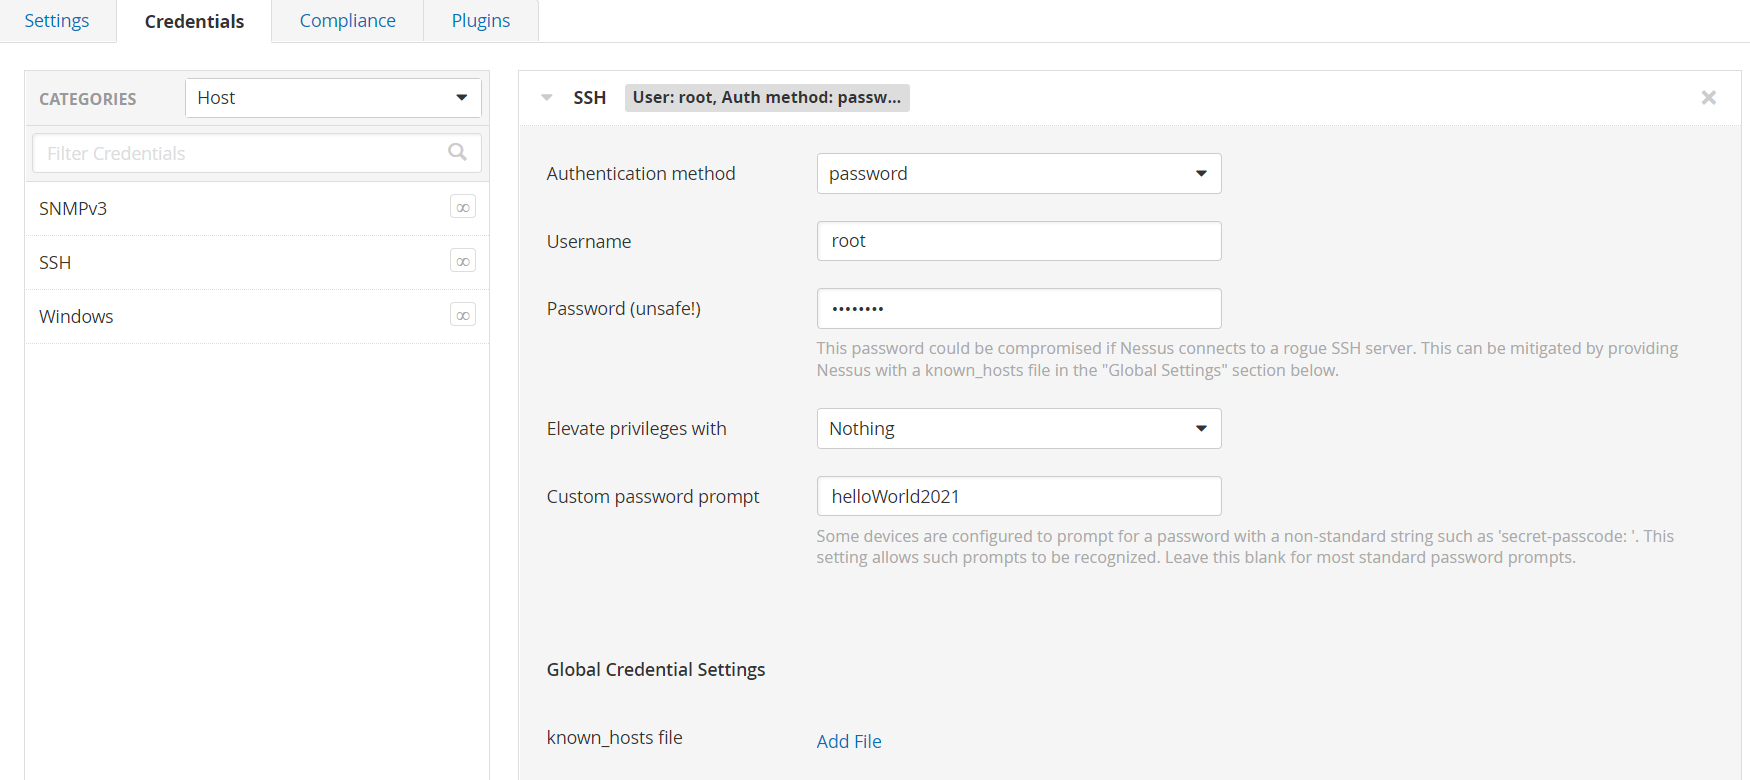 Settings
Credentials
Compliance
Plugins
CATEGORIES
Host
Filter Credentials
SNMPv3
∞
SSH
∞
Windows
∞
SSH
User: root, Auth method: passw...
Authentication method
password
Username
root
Password (unsafe!)
••••••••
This password could be compromised if Nessus connects to a rogue SSH server. This can be mitigated by providing
Nessus with a known_hosts file in the "Global Settings" section below.
Elevate privileges with
Nothing
Custom password prompt
helloWorld2021
Some devices are configured to prompt for a password with a non-standard string such as 'secret-passcode: '. This
setting allows such prompts to be recognized. Leave this blank for most standard password prompts.
Global Credential Settings
known_hosts file
Add File